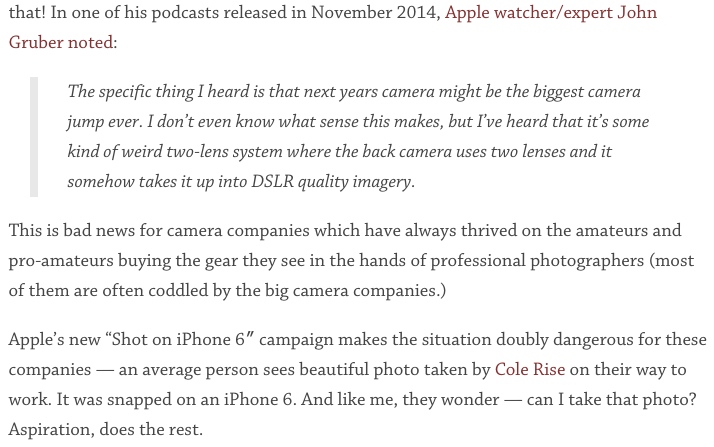 that! In one of his podcasts released in November 2014, Apple watcher/expert John
Gruber noted:
The specific thing I heard is that next years camera might be the biggest camera
jump ever. I don’t even know what sense this makes, but I’ve heard that it’s some
kind of weird two-lens system where the back camera uses two lenses and it
somehow takes it up into DSLR quality imagery.
This is bad news for camera companies which have always thrived on the amateurs and
pro-amateurs buying the gear they see in the hands of professional photographers (most
of them are often coddled by the big camera companies.)
Apple’s new “Shot on iPhone 6″ campaign makes the situation doubly dangerous for these
companies — an average person sees beautiful photo taken by Cole Rise on their way to
work. It was snapped on an iPhone 6. And like me, they wonder — can I take that photo?
Aspiration, does the rest.